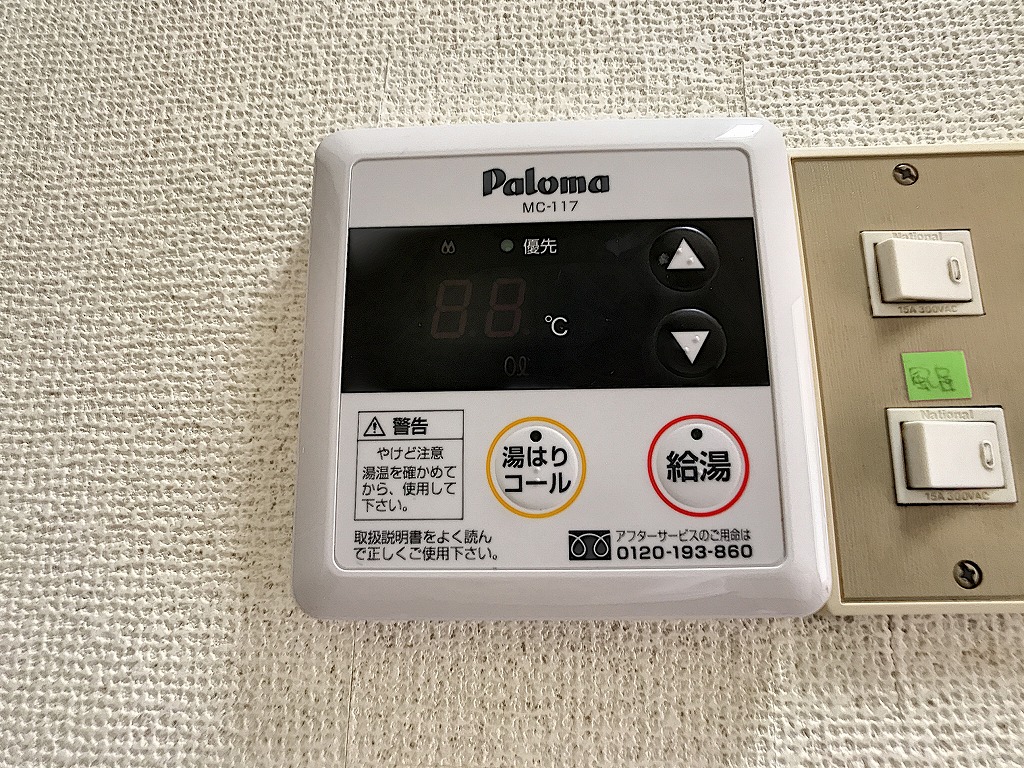 Paloma
MC-117
優先
88
℃
0ℓ
警告
やけど注意
湯温を確かめて
から、使用して
下さい。
取扱説明書をよく読ん
で正しくご使用下さい。
湯はり
コール
給湯
アフターサービスのご用命は
0120-193-860
National
15A 300VAC
風呂
National
15A 300VAC